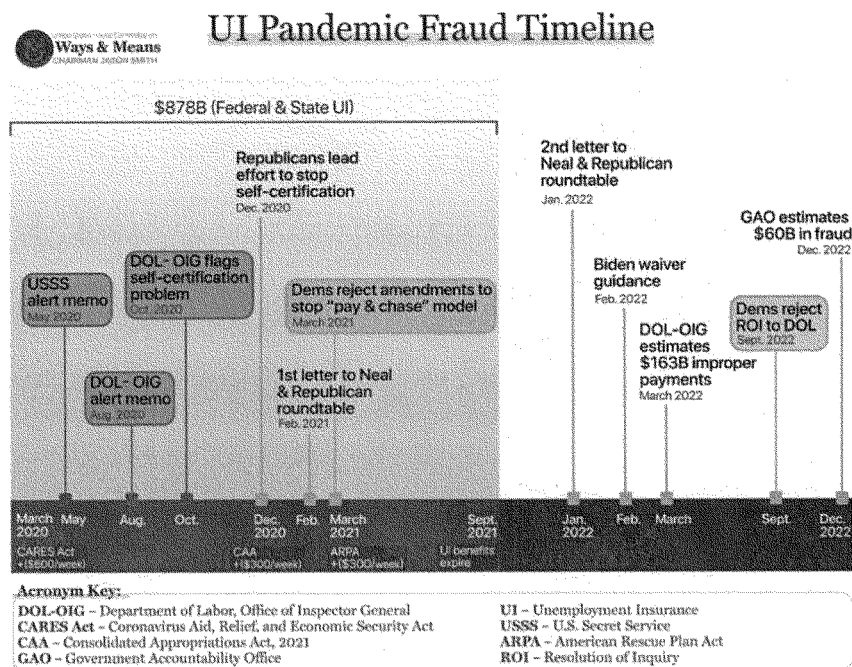 UI Pandemic Fraud Timeline
Ways & Means
CHAIRMAN JASON SMITH
$878B (Federal & State UI)
Republicans lead
effort to stop
self-certification
Dec. 2020
2nd letter to
Neal & Republican
roundtable
Jan. 2022
GAO estimates
$60B in fraud
Dec. 2022
USSS
alert memo
May 2020
DOL-OIG flags
self-certification
problem
Oct. 2020
Dems reject amendments to
stop "pay & chase" model
March 2021
Biden waiver
guidance
Feb. 2022
Dems reject
ROI to DOL
Sept. 2022
DOL-OIG
alert memo
Aug. 2020
1st letter to Neal
& Republican
roundtable
Feb. 2021
DOL-OIG
estimates
$163B improper
payments
March 2022
March 2020
May
Aug.
Oct.
Dec. 2020
Feb.
March 2021
Sept. 2021
Jan. 2022
Feb.
March
Sept.
Dec. 2022
CARES Act
+($600/week)
CAA
+($300/week)
ARPA
+($300/week)
UI benefits
expire
Acronym Key:
DOL-OIG – Department of Labor, Office of Inspector General
CARES Act – Coronavirus Aid, Relief, and Economic Security Act
CAA – Consolidated Appropriations Act, 2021
GAO – Government Accountability Office
UI – Unemployment Insurance
USSS – U.S. Secret Service
ARPA – American Rescue Plan Act
ROI – Resolution of Inquiry